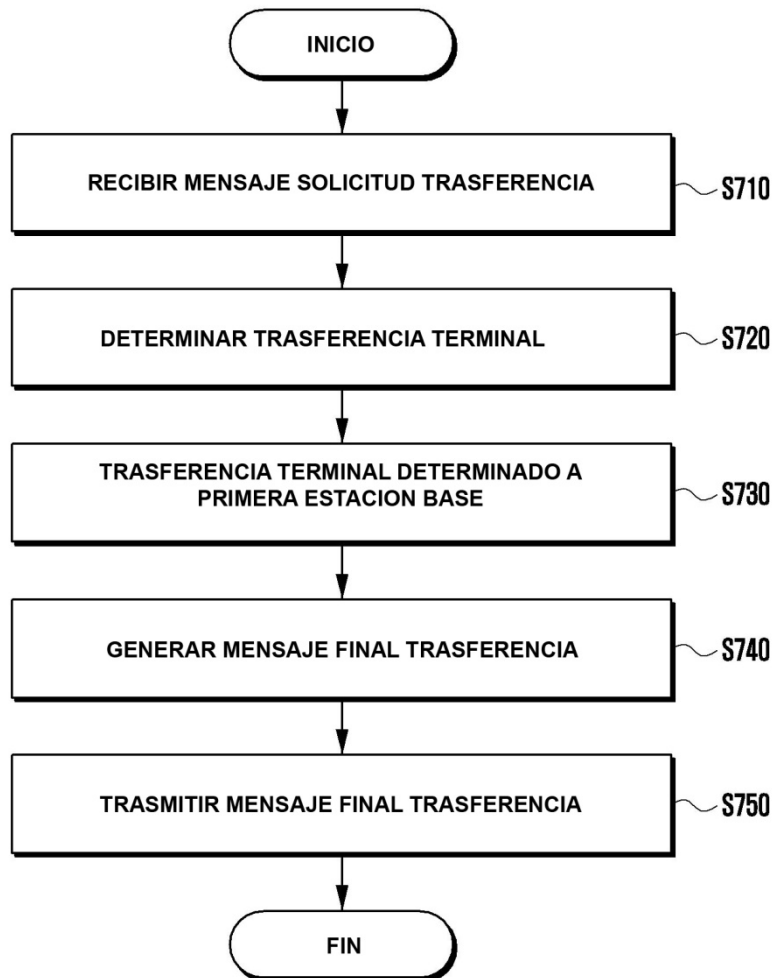 INICIO
RECIBIR MENSAJE SOLICITUD TRASFERENCIA
S710
DETERMINAR TRASFERENCIA TERMINAL
S720
TRASFERENCIA TERMINAL DETERMINADO A
PRIMERA ESTACION BASE
S730
GENERAR MENSAJE FINAL TRASFERENCIA
S740
TRASMITIR MENSAJE FINAL TRASFERENCIA
S750
FIN